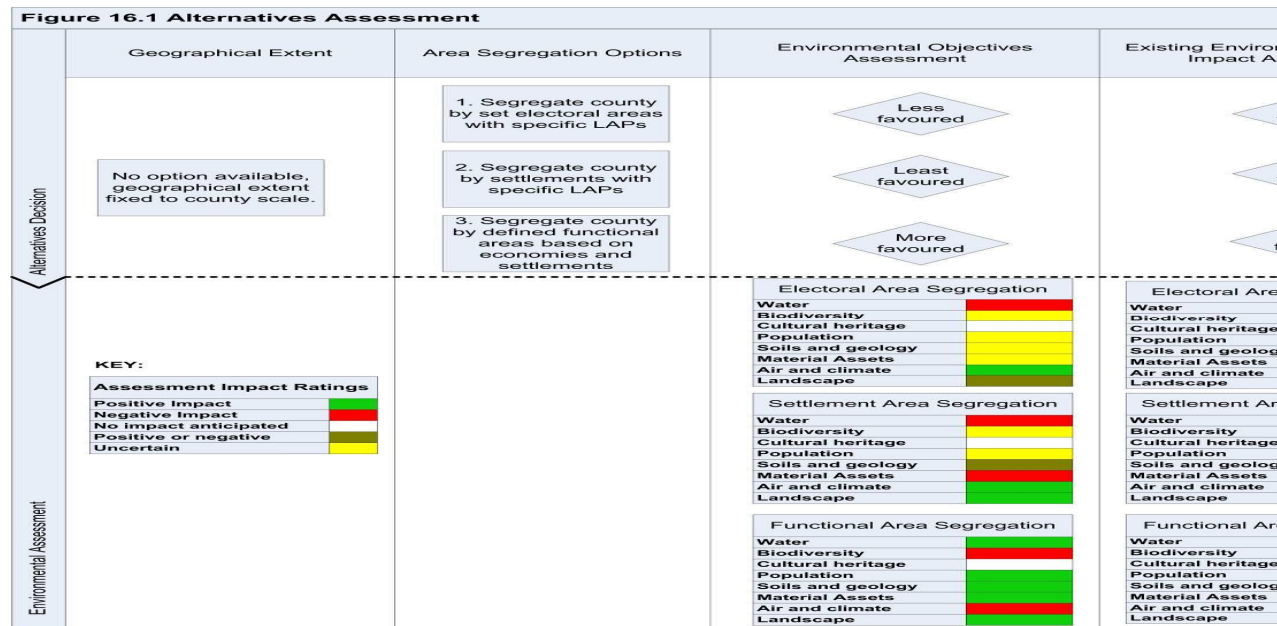 Figure 16.1 Alternatives Assessment
Geographical Extent
Area Segregation Options
Environmental Objectives
Assessment
Existing
Impact
Alternatives Decision
No option available,
geographical extent
fixed to county scale.
1. Segregate county
by set electoral areas
with specific LAPs
2. Segregate county
by settlements with
specific LAPs
3. Segregate county
by defined functional
areas based on
economies and
settlements
Less
favoured
Least
favoured
More
favoured
Environmental Assessment
KEY:
Assessment Impact Ratings
Positive Impact
Negative Impact
No impact anticipated
Positive or negative
Uncertain
Electoral Area Segregation
Water
Biodiversity
Cultural heritage
Population
Soils and geology
Material Assets
Air and climate
Landscape
Settlement Area Segregation
Water
Biodiversity
Cultural heritage
Population
Soils and geology
Material Assets
Air and climate
Landscape
Functional Area Segregation
Water
Biodiversity
Cultural heritage
Population
Soils and geology
Material Assets
Air and climate
Landscape
Electoral
Water
Biodiversity
Cultural heritage
Population
Soils and
Material Assets
Air and climate
Landscape
Settlement
Water
Biodiversity
Cultural heritage
Population
Soils and
Material Assets
Air and climate
Landscape
Functional
Water
Biodiversity
Cultural heritage
Population
Soils and
Material Assets
Air and climate
Landscape